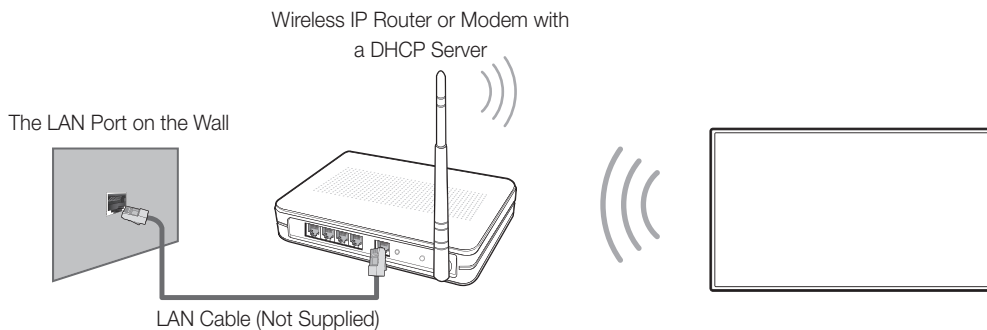 Wireless IP Router or Modem with
a DHCP Server
The LAN Port on the Wall
LAN Cable (Not Supplied)